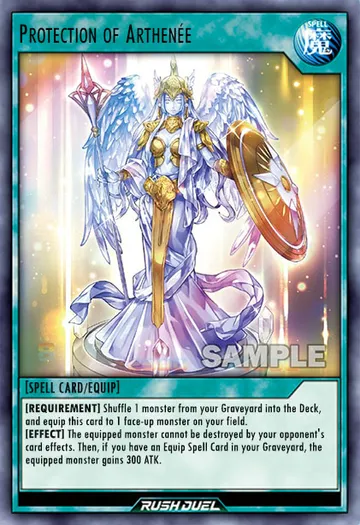 PROTECTION OF ARTHENÉE
SPELL
魔
SAMPLE
[SPELL CARD/EQUIP]
[REQUIREMENT] Shuffle 1 monster from your Graveyard into the Deck,
and equip this card to 1 face-up monster on your field.
[EFFECT] The equipped monster cannot be destroyed by your opponent's
card effects. Then, if you have an Equip Spell Card in your Graveyard, the
equipped monster gains 300 ATK.
RUSH DUEL